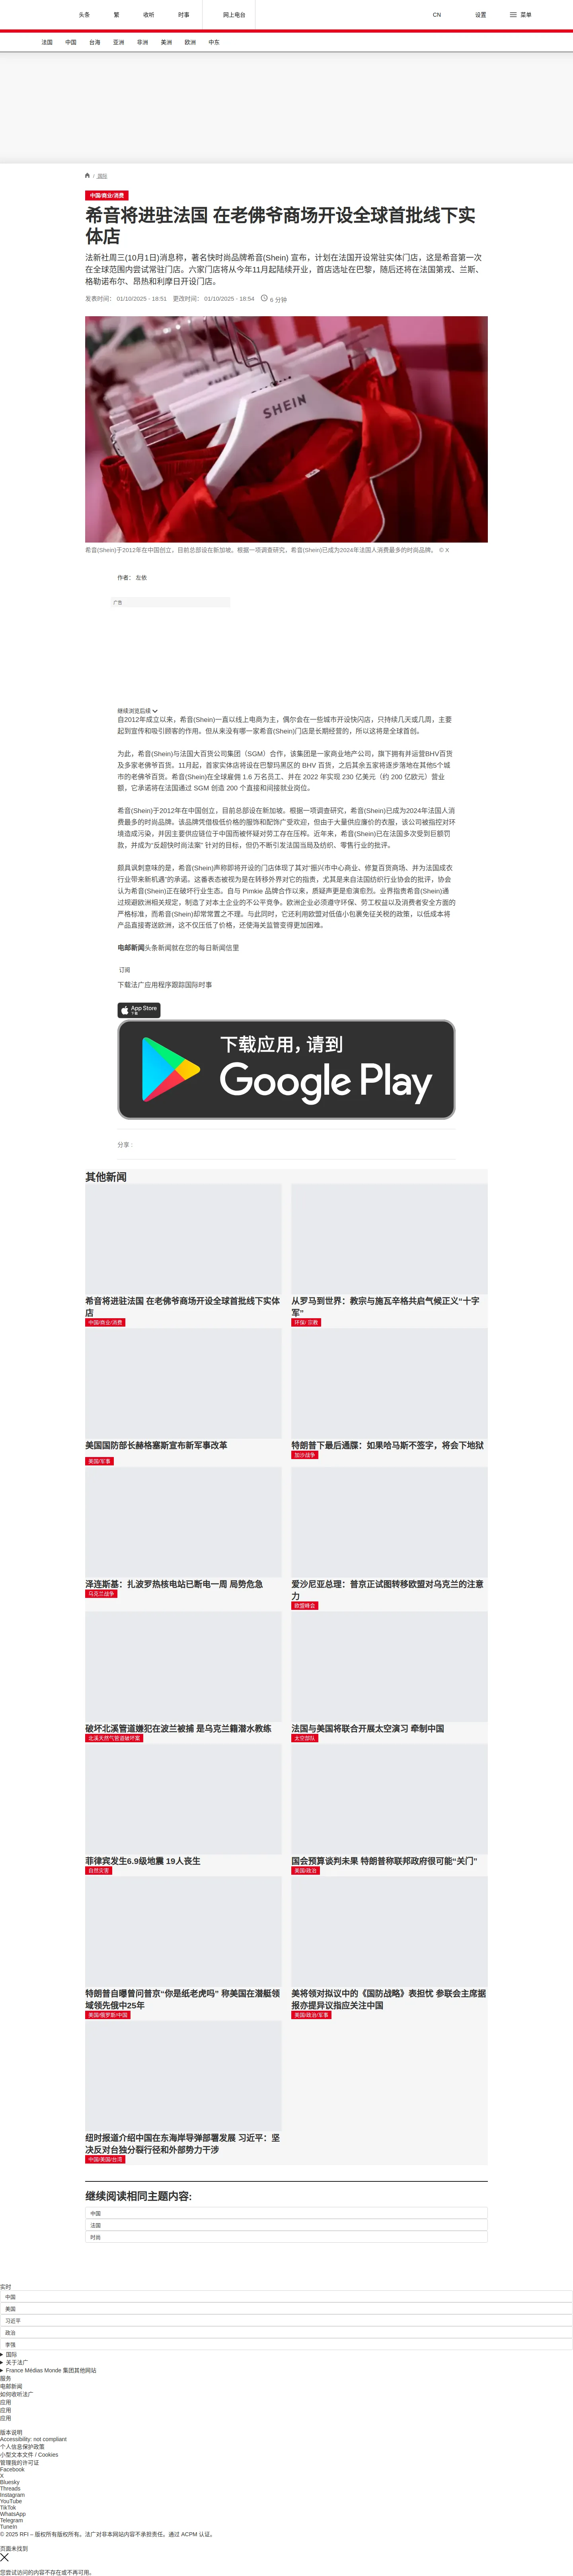 头条
繁
收听
时事
网上电台
CN
设置
菜单
法国
中国
台海
亚洲
非洲
美洲
欧洲
中东
/ 国际
中国/商业/消费
希音将进驻法国 在老佛爷商场开设全球首批线下实
体店
法新社周三(10月1日)消息称，著名快时尚品牌希音(Shein) 宣布，计划在法国开设常驻实体门店，这是希音第一次
在全球范围内尝试常驻门店。六家门店将从今年11月起陆续开业，首店选址在巴黎，随后还将在法国第戎、兰斯、
格勒诺布尔、昂热和利摩日开设门店。
发表时间： 01/10/2025 - 18:51 更改时间： 01/10/2025 - 18:54 6 分钟
SHEIN
希音(Shein)于2012年在中国创立，目前总部设在新加坡。根据一项调查研究，希音(Shein)已成为2024年法国人消费最多的时尚品牌。 © X
作者： 左依
广告
继续浏览后续
自2012年成立以来，希音(Shein)一直以线上电商为主，偶尔会在一些城市开设快闪店，只持续几天或几周，主要
起到宣传和吸引顾客的作用。但从来没有哪一家希音(Shein)门店是长期经营的，所以这将是全球首创。
为此，希音(Shein)与法国大百货公司集团（SGM）合作，该集团是一家商业地产公司，旗下拥有并运营BHV百货
及多家老佛爷百货。11月起，首家实体店将设在巴黎玛黑区的 BHV 百货，之后其余五家将逐步落地在其他5个城
市的老佛爷百货。希音(Shein)在全球雇佣 1.6 万名员工、并在 2022 年实现 230 亿美元（约 200 亿欧元）营业
额，它承诺将在法国通过 SGM 创造 200 个直接和间接就业岗位。
希音(Shein)于2012年在中国创立，目前总部设在新加坡。根据一项调查研究，希音(Shein)已成为2024年法国人消
费最多的时尚品牌。该品牌凭借极低价格的服饰和配饰广受欢迎，但由于大量供应廉价的衣服，该公司被指控对环
境造成污染，并因主要供应链位于中国而被怀疑对劳工存在压榨。近年来，希音(Shein)已在法国多次受到巨额罚
款，并成为“反超快时尚法案” 针对的目标，但仍不断引发法国当局及纺织、零售行业的批评。
颇具讽刺意味的是，希音(Shein)声称即将开设的门店体现了其对“振兴市中心商业、修复百货商场、并为法国成衣
行业带来新机遇”的承诺。这番表态被视为是在转移外界对它的指责，尤其是来自法国纺织行业协会的批评，协会
认为希音(Shein)正在破坏行业生态。自与 Pimkie 品牌合作以来，质疑声更是愈演愈烈。业界指责希音(Shein)通
过规避欧洲相关规定，制造了对本土企业的不公平竞争。欧洲企业必须遵守环保、劳工权益以及消费者安全方面的
严格标准，而希音(Shein)却常常置之不理。与此同时，它还利用欧盟对低值小包裹免征关税的政策，以低成本将
产品直接寄送欧洲，这不仅压低了价格，还使海关监管变得更加困难。
电邮新闻头条新闻就在您的每日新闻信里
订阅
下载法广应用程序跟踪国际时事
App Store
下载
下载应用，请到
Google Play
分享 :
其他新闻
希音将进驻法国 在老佛爷商场开设全球首批线下实体
店
中国/商业/消费
从罗马到世界：教宗与施瓦辛格共启气候正义“十字
军”
环保/ 宗教
美国国防部长赫格塞斯宣布新军事改革
美国/军事
特朗普下最后通牒：如果哈马斯不签字，将会下地狱
加沙战争
泽连斯基：扎波罗热核电站已断电一周 局势危急
乌克兰战争
爱沙尼亚总理：普京正试图转移欧盟对乌克兰的注意
力
欧盟峰会
破坏北溪管道嫌犯在波兰被捕 是乌克兰籍潜水教练
北溪天然气管道破坏案
法国与美国将联合开展太空演习 牵制中国
太空部队
菲律宾发生6.9级地震 19人丧生
自然灾害
国会预算谈判未果 特朗普称联邦政府很可能“关门”
美国/政治
特朗普自曝曾问普京“你是纸老虎吗” 称美国在潜艇领
域领先俄中25年
美国/俄罗斯/中国
美将领对拟议中的《国防战略》表担忧 参联会主席据
报亦提异议指应关注中国
美国/政治/军事
纽时报道介绍中国在东海岸导弹部署发展 习近平：坚
决反对台独分裂行径和外部势力干涉
中国/美国/台湾
继续阅读相同主题内容:
中国
法国
时尚
实时
中国
美国
习近平
政治
李强
国际
关于法广
France Médias Monde 集团其他网站
服务
电邮新闻
如何收听法广
应用
应用
应用
版本说明
Accessibility: not compliant
个人信息保护政策
小型文本文件 / Cookies
管理我的许可证
Facebook
X
Bluesky
Threads
Instagram
YouTube
TikTok
WhatsApp
Telegram
TuneIn
© 2025 RFI – 版权所有版权所有。法广对非本网站内容不承担责任。通过 ACPM 认证。
页面未找到
您尝试访问的内容不存在或不再可用。